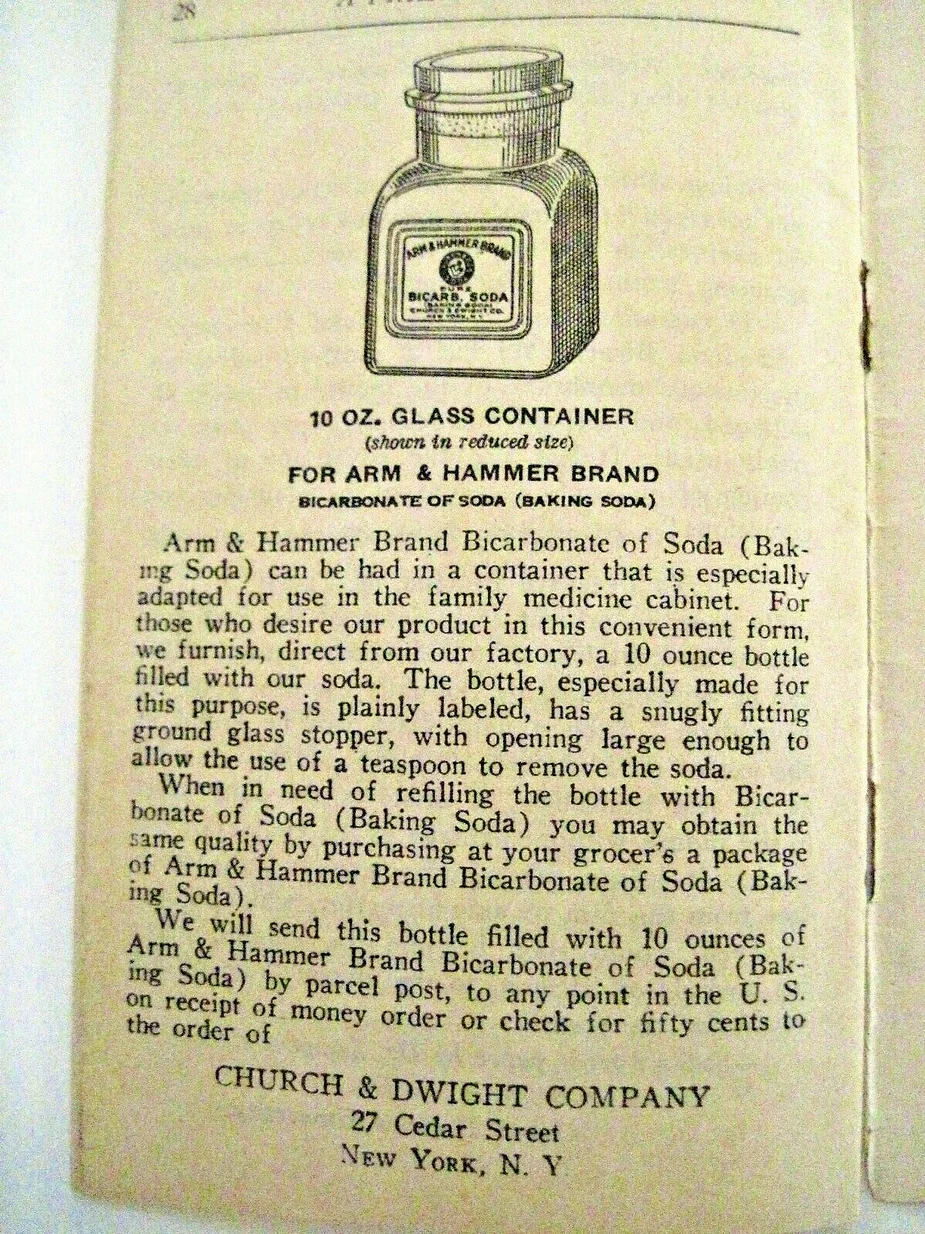 28
ARM & HAMMER BRAND
PURE
BICARB. SODA
(BAKING SODA)
CHURCH & DWIGHT CO.
NEW YORK, N.Y.
10 OZ. GLASS CONTAINER
(shown in reduced size)
FOR ARM & HAMMER BRAND
BICARBONATE OF SODA (BAKING SODA)
Arm & Hammer Brand Bicarbonate of Soda (Bak-
ing Soda) can be had in a container that is especially
adapted for use in the family medicine cabinet. For
those who desire our product in this convenient form,
we furnish, direct from our factory, a 10 ounce bottle
filled with our soda. The bottle, especially made for
this purpose, is plainly labeled, has a snugly fitting
ground glass stopper, with opening large enough to
allow the use of a teaspoon to remove the soda.
When in need of refilling the bottle with Bicar-
bonate of Soda (Baking Soda) you may obtain the
same quality by purchasing at your grocer's a package
of Arm & Hammer Brand Bicarbonate of Soda (Bak-
ing Soda).
We will send this bottle filled with 10 ounces of
Arm & Hammer Brand Bicarbonate of Soda (Bak-
ing Soda) by parcel post, to any point in the U. S.
on receipt of money order or check for fifty cents to
the order of
CHURCH & DWIGHT COMPANY
27 Cedar Street
NEW YORK, N. Y